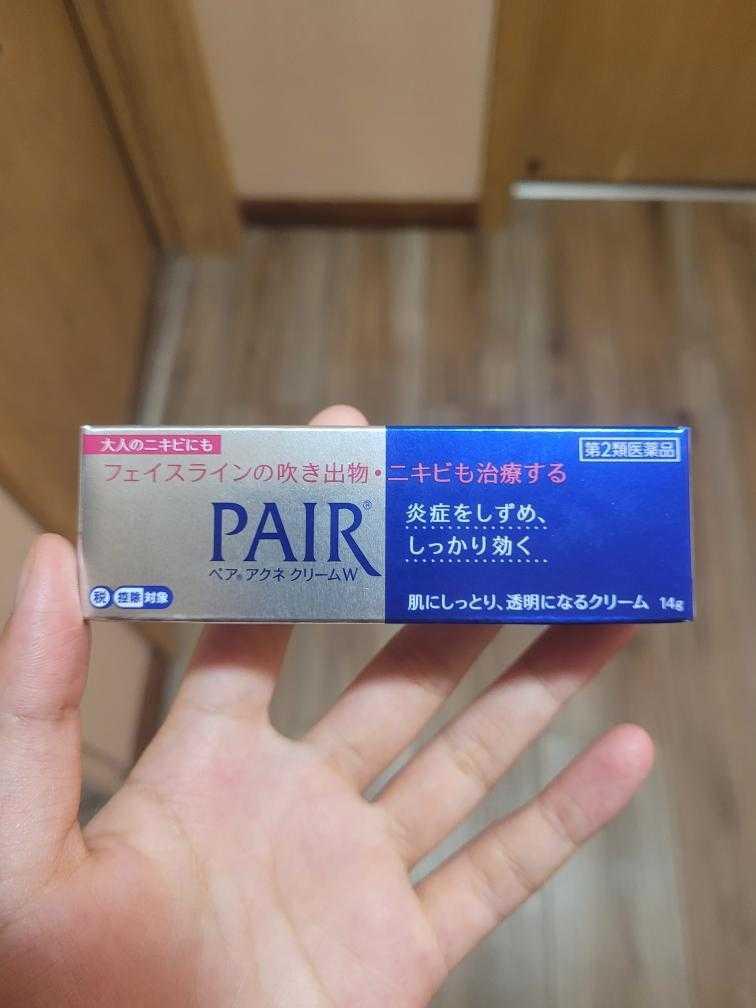 大人のニキビにも
第2類医薬品
フェイスラインの吹き出物・ニキビも治療する
PAIR®
ペア®アクネ クリームW
炎症をしずめ、
しっかり効く
税 控除 対象
肌にしっとり、透明になるクリーム 14g